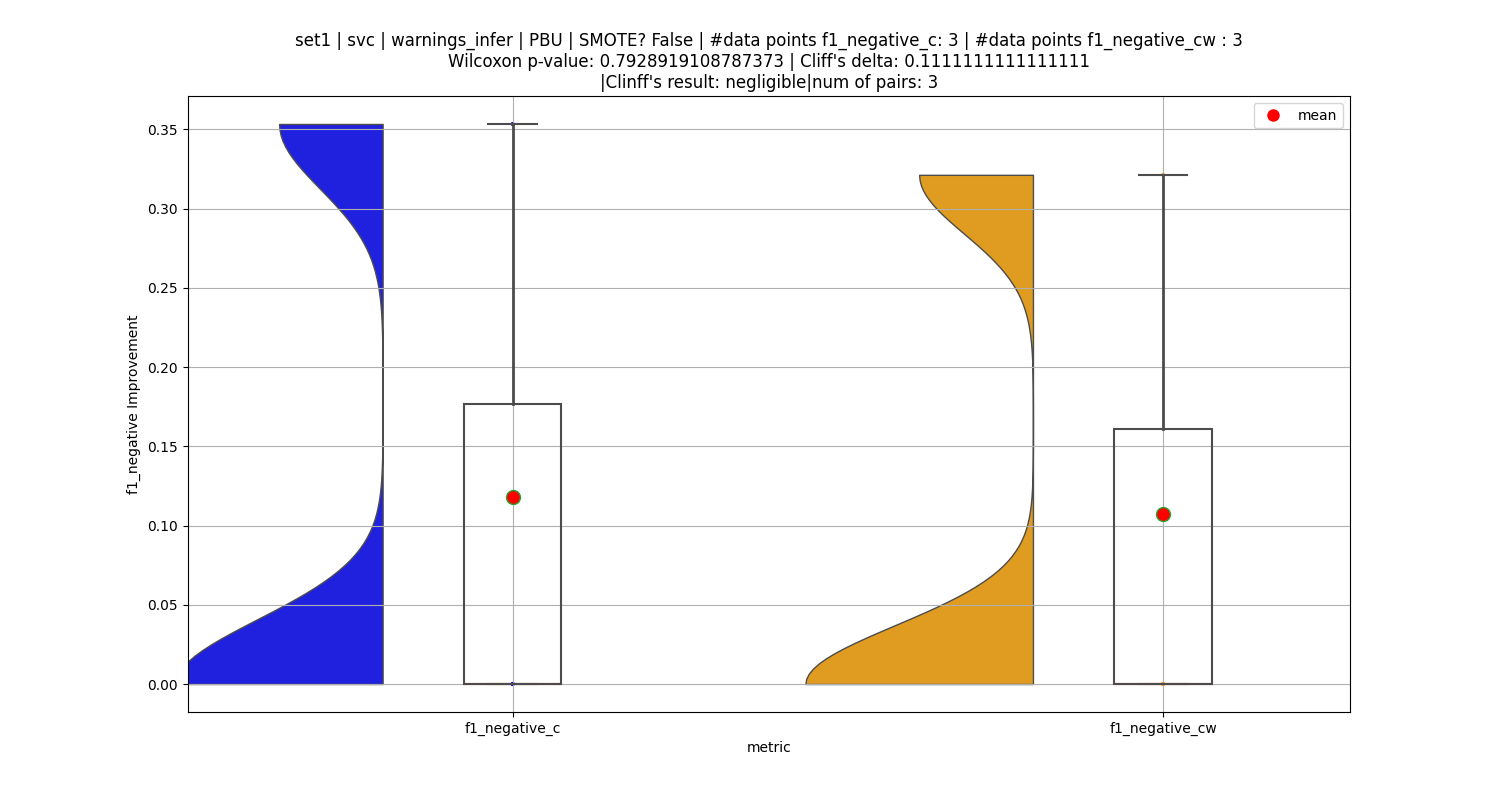 set1 | svc | warnings_infer | PBU | SMOTE? False | #data points f1_negative_c: 3 | #data points f1_negative_cw : 3
Wilcoxon p-value: 0.7928919108787373 | Cliff's delta: 0.1111111111111111
|Clinff's result: negligible|num of pairs: 3
mean
0.35
0.30
0.25
0.20
0.15
0.10
0.05
0.00
f1_negative Improvement
f1_negative_c
f1_negative_cw
metric